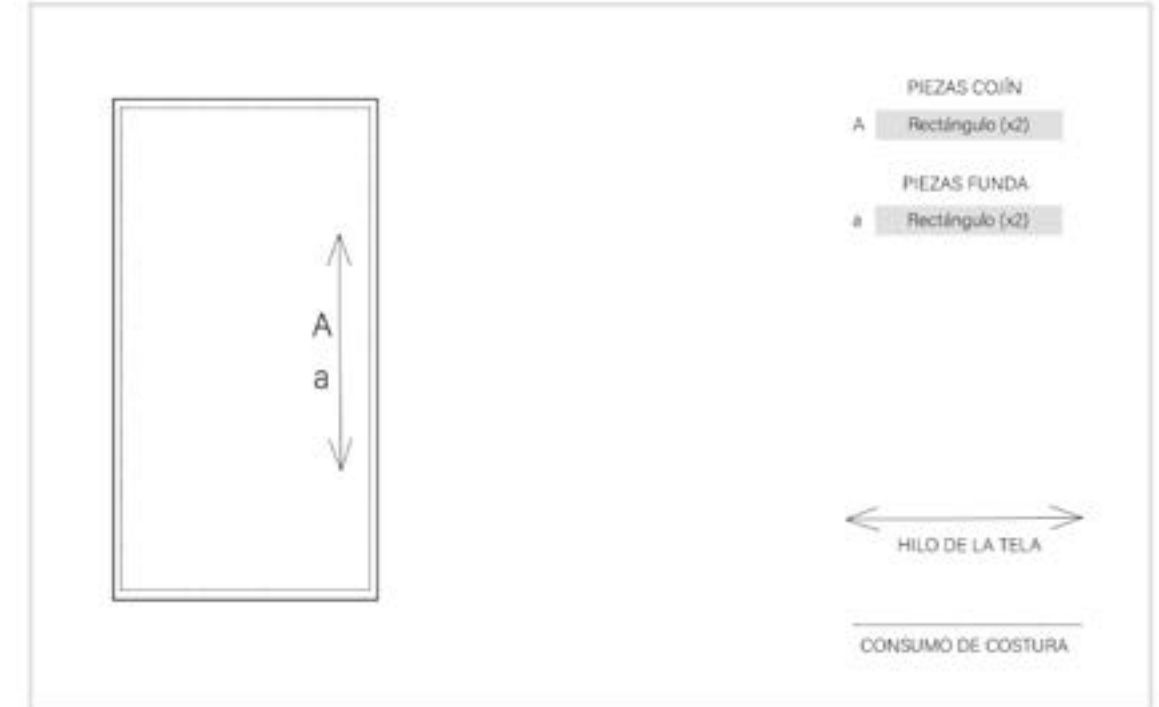 PIEZAS COJÍN
A Rectángulo (x2)
PIEZAS FUNDA
a Rectángulo (x2)
A
a
HILO DE LA TELA
CONSUMO DE COSTURA